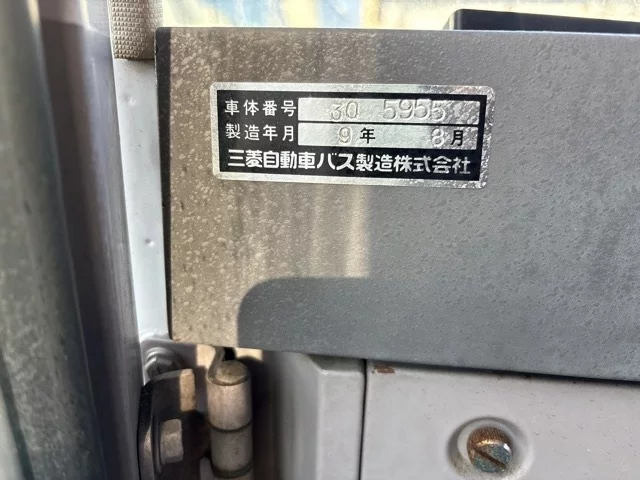 車体番号 30 5955
製造年月 9年 8月
三菱自動車バス製造株式会社